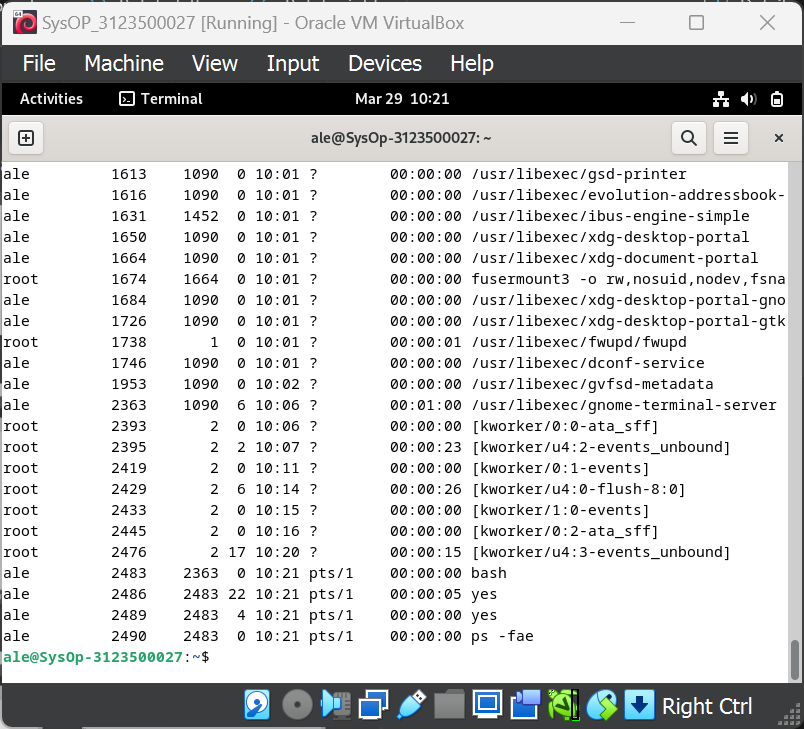 SysOP_3123500027 [Running] - Oracle VM VirtualBox
File Machine View Input Devices Help
Activities Terminal Mar 29 10:21
ale@SysOp-3123500027: ~
ale 1613 1090 0 10:01 ? 00:00:00 /usr/libexec/gsd-printer
ale 1616 1090 0 10:01 ? 00:00:00 /usr/libexec/evolution-addressbook-
ale 1631 1452 0 10:01 ? 00:00:00 /usr/libexec/ibus-engine-simple
ale 1650 1090 0 10:01 ? 00:00:00 /usr/libexec/xdg-desktop-portal
ale 1664 1090 0 10:01 ? 00:00:00 /usr/libexec/xdg-document-portal
root 1674 1664 0 10:01 ? 00:00:00 fusermount3 -o rw,nosuid,nodev,fsna
ale 1684 1090 0 10:01 ? 00:00:00 /usr/libexec/xdg-desktop-portal-gno
ale 1726 1090 0 10:01 ? 00:00:00 /usr/libexec/xdg-desktop-portal-gtk
root 1738 1 0 10:01 ? 00:00:01 /usr/libexec/fwupd/fwupd
ale 1746 1090 0 10:01 ? 00:00:00 /usr/libexec/dconf-service
ale 1953 1090 0 10:02 ? 00:00:00 /usr/libexec/gvfsd-metadata
ale 2363 1090 6 10:06 ? 00:01:00 /usr/libexec/gnome-terminal-server
root 2393 2 0 10:06 ? 00:00:00 [kworker/0:0-ata_sff]
root 2395 2 2 10:07 ? 00:00:23 [kworker/u4:2-events_unbound]
root 2419 2 0 10:11 ? 00:00:00 [kworker/0:1-events]
root 2429 2 6 10:14 ? 00:00:26 [kworker/u4:0-flush-8:0]
root 2433 2 0 10:15 ? 00:00:00 [kworker/1:0-events]
root 2445 2 0 10:16 ? 00:00:00 [kworker/0:2-ata_sff]
root 2476 2 17 10:20 ? 00:00:15 [kworker/u4:3-events_unbound]
ale 2483 2363 0 10:21 pts/1 00:00:00 bash
ale 2486 2483 22 10:21 pts/1 00:00:05 yes
ale 2489 2483 4 10:21 pts/1 00:00:00 yes
ale 2490 2483 0 10:21 pts/1 00:00:00 ps -fae
ale@SysOp-3123500027:~$
Right Ctrl